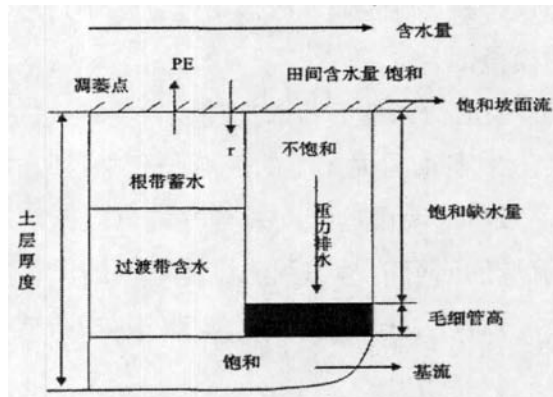 含水量
PE
凋萎点
田间含水量 饱和
饱和坡面流
r
不饱和
根带蓄水
饱和缺水量
土层厚度
重力排水
过渡带含水
毛细管高
饱和
基流